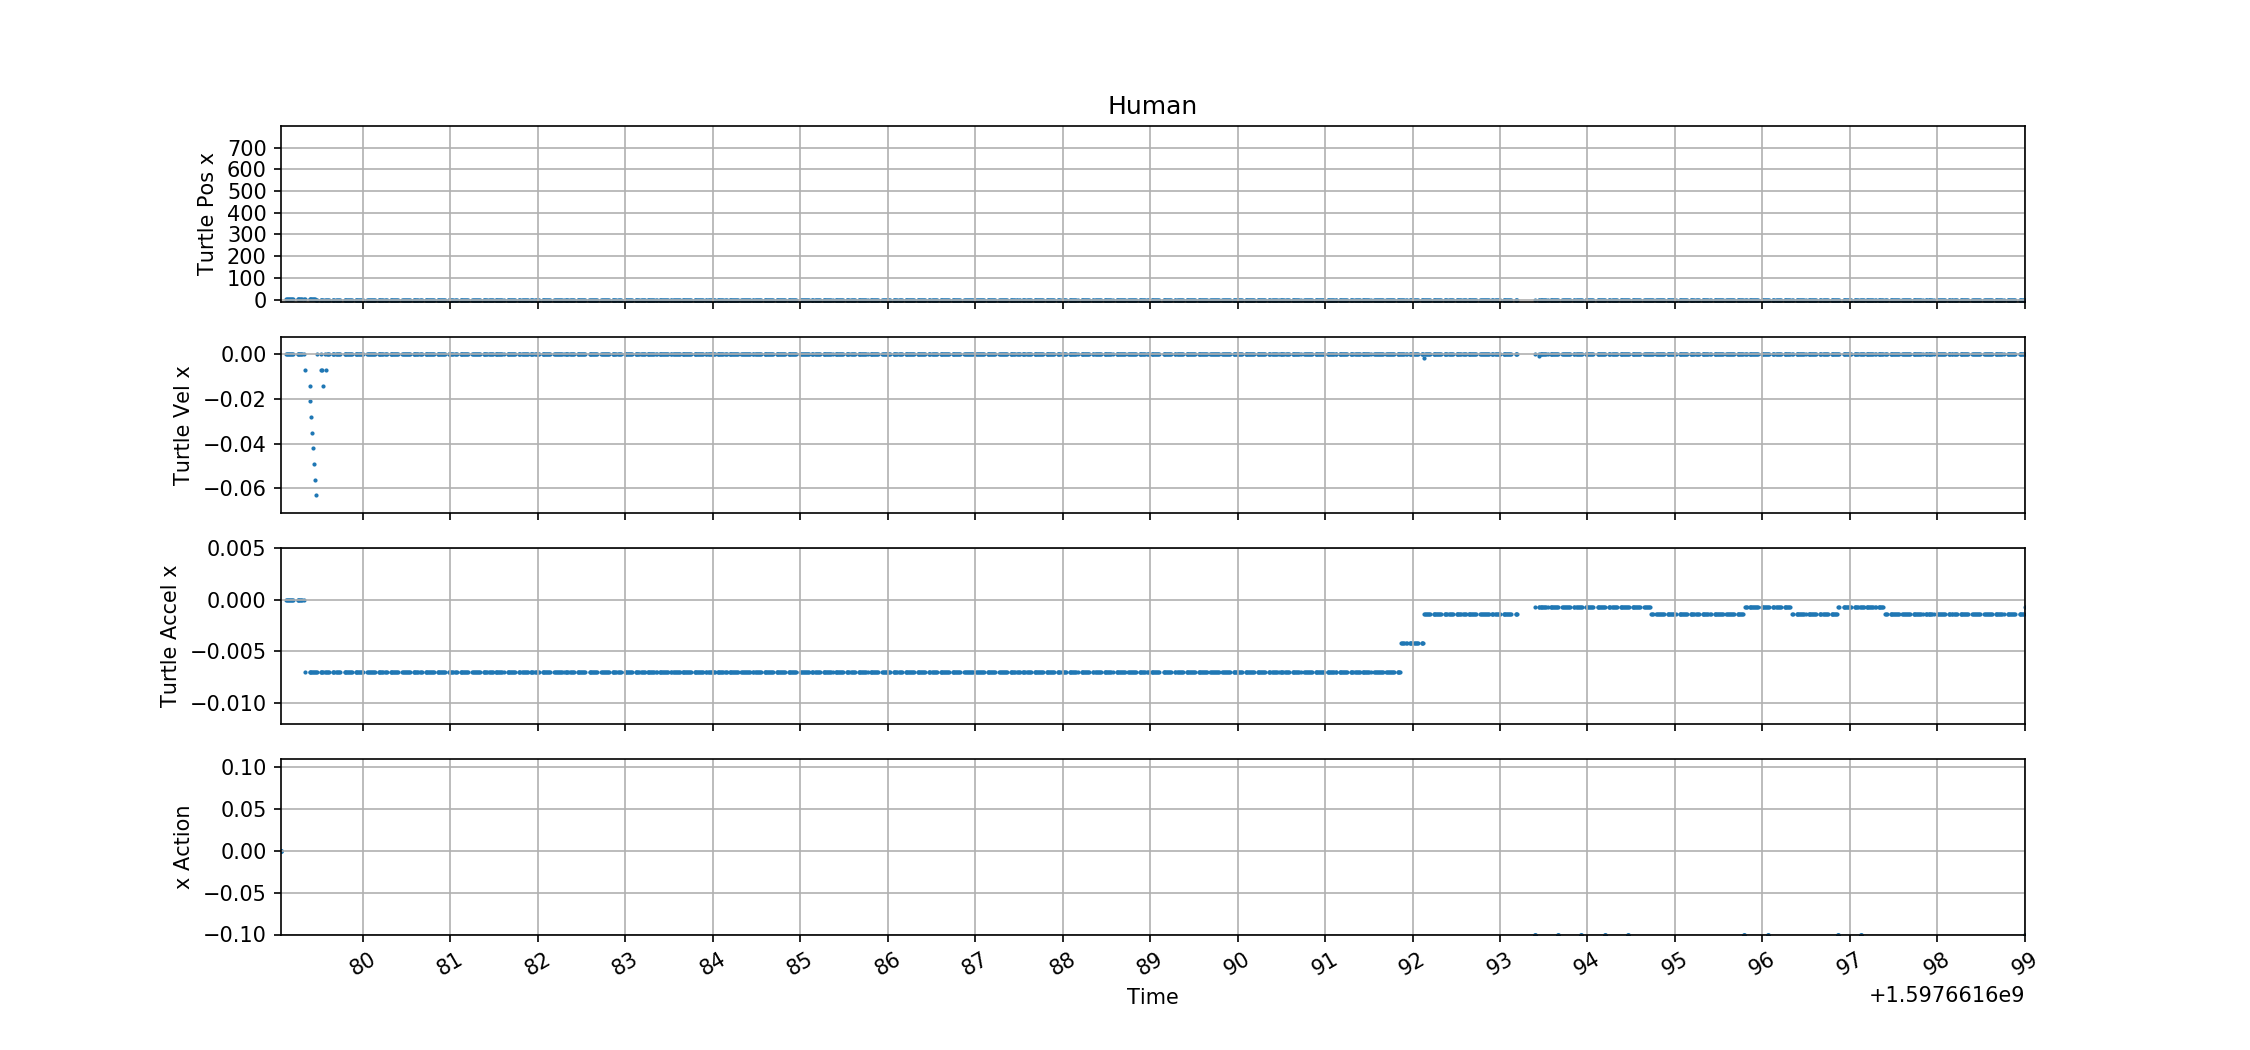 Human
Turtle Pos x
700
600
500
400
300
200
100
0
Turtle Vel x
0.00
−0.02
−0.04
−0.06
Turtle Accel x
0.005
0.000
−0.005
−0.010
x Action
0.10
0.05
0.00
−0.05
−0.10
80 81 82 83 84 85 86 87 88 89 90 91 92 93 94 95 96 97 98 99
Time
+1.5976616e9